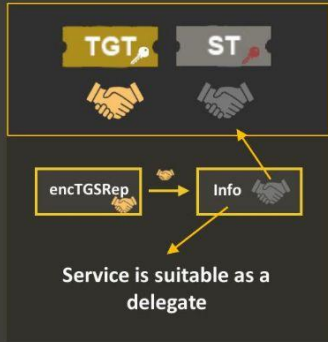 TGT ST
encTGSRep Info
Service is suitable as a
delegate